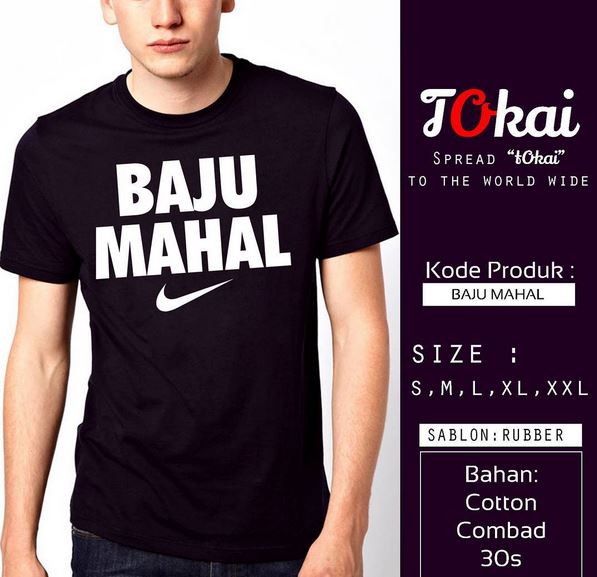 BAJU
MAHAL
TOkai
SPREAD “tOkai”
TO THE WORLD WIDE
Kode Produk :
BAJU MAHAL
SIZE :
S,M,L,XL,XXL
SABLON:RUBBER
Bahan:
Cotton
Combad
30s